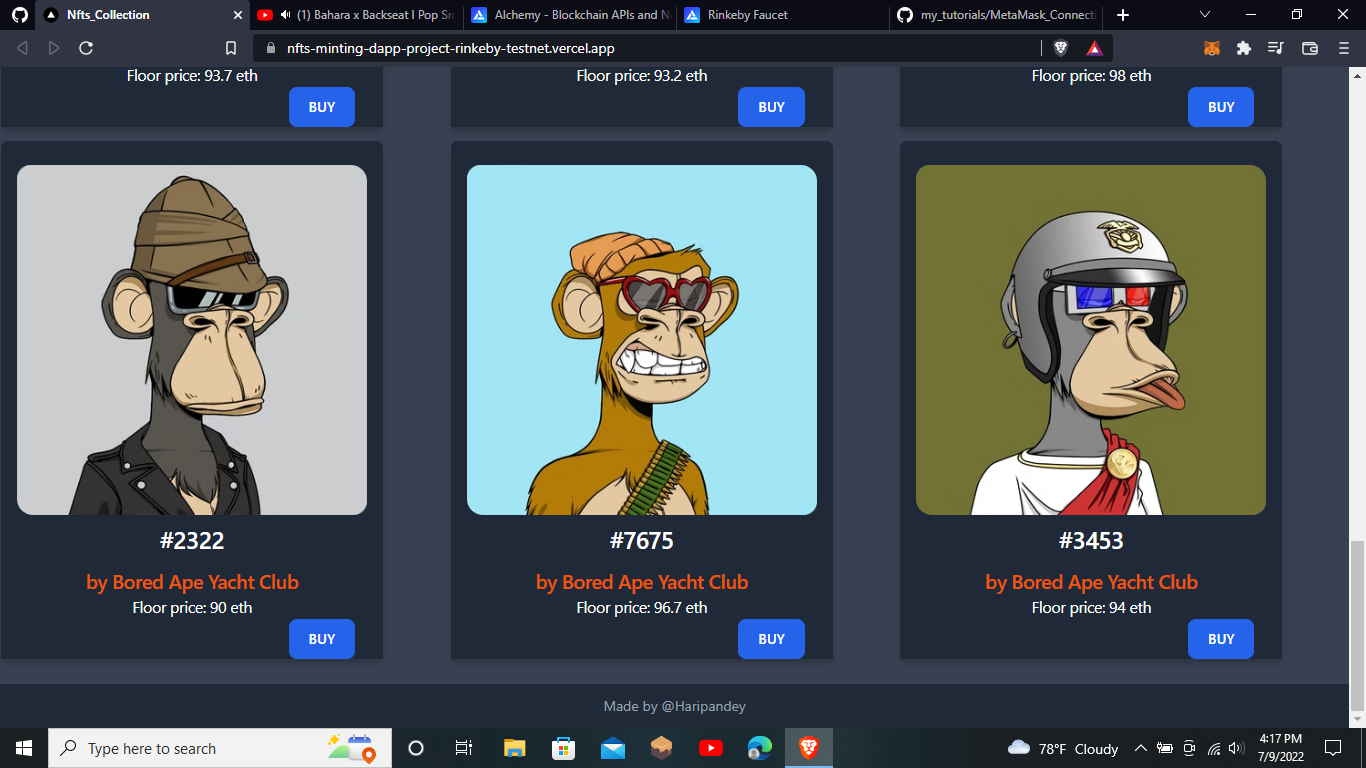 Nfts_Collection
(1) Bahara x Backseat I Pop Sm
Alchemy - Blockchain APIs and N
Rinkeby Faucet
my_tutorials/MetaMask_Connecti
nfts-minting-dapp-project-rinkeby-testnet.vercel.app
Floor price: 93.7 eth
Floor price: 93.2 eth
Floor price: 98 eth
BUY
BUY
BUY
#2322
by Bored Ape Yacht Club
Floor price: 90 eth
BUY
#7675
by Bored Ape Yacht Club
Floor price: 96.7 eth
BUY
#3453
by Bored Ape Yacht Club
Floor price: 94 eth
BUY
Made by @Haripandey
Type here to search
78°F Cloudy
4:17 PM
7/9/2022